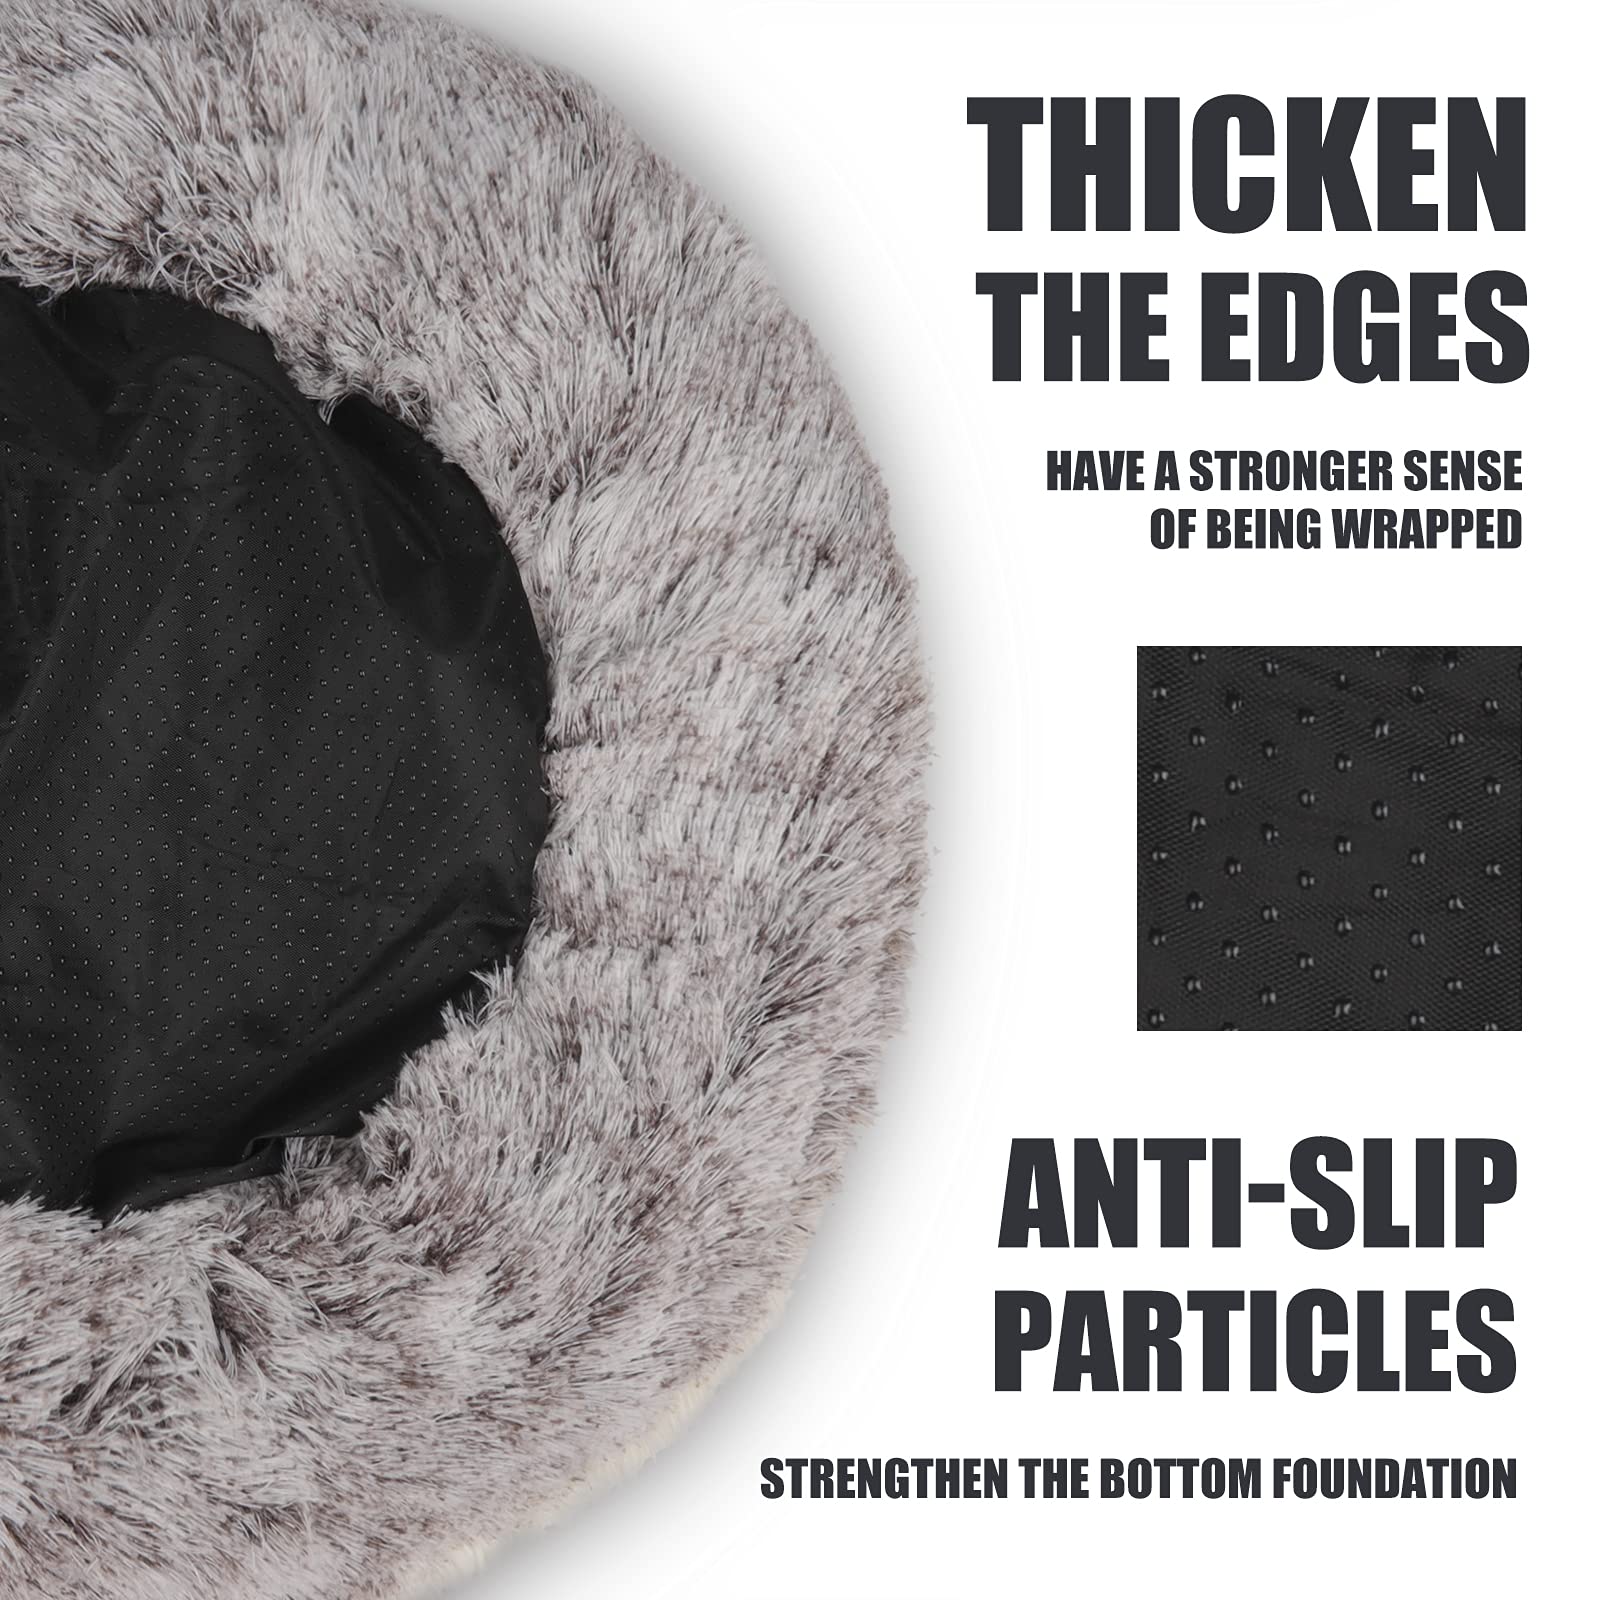 THICKEN
THE EDGES
HAVE A STRONGER SENSE
OF BEING WRAPPED
ANTI-SLIP
PARTICLES
STRENGTHEN THE BOTTOM FOUNDATION